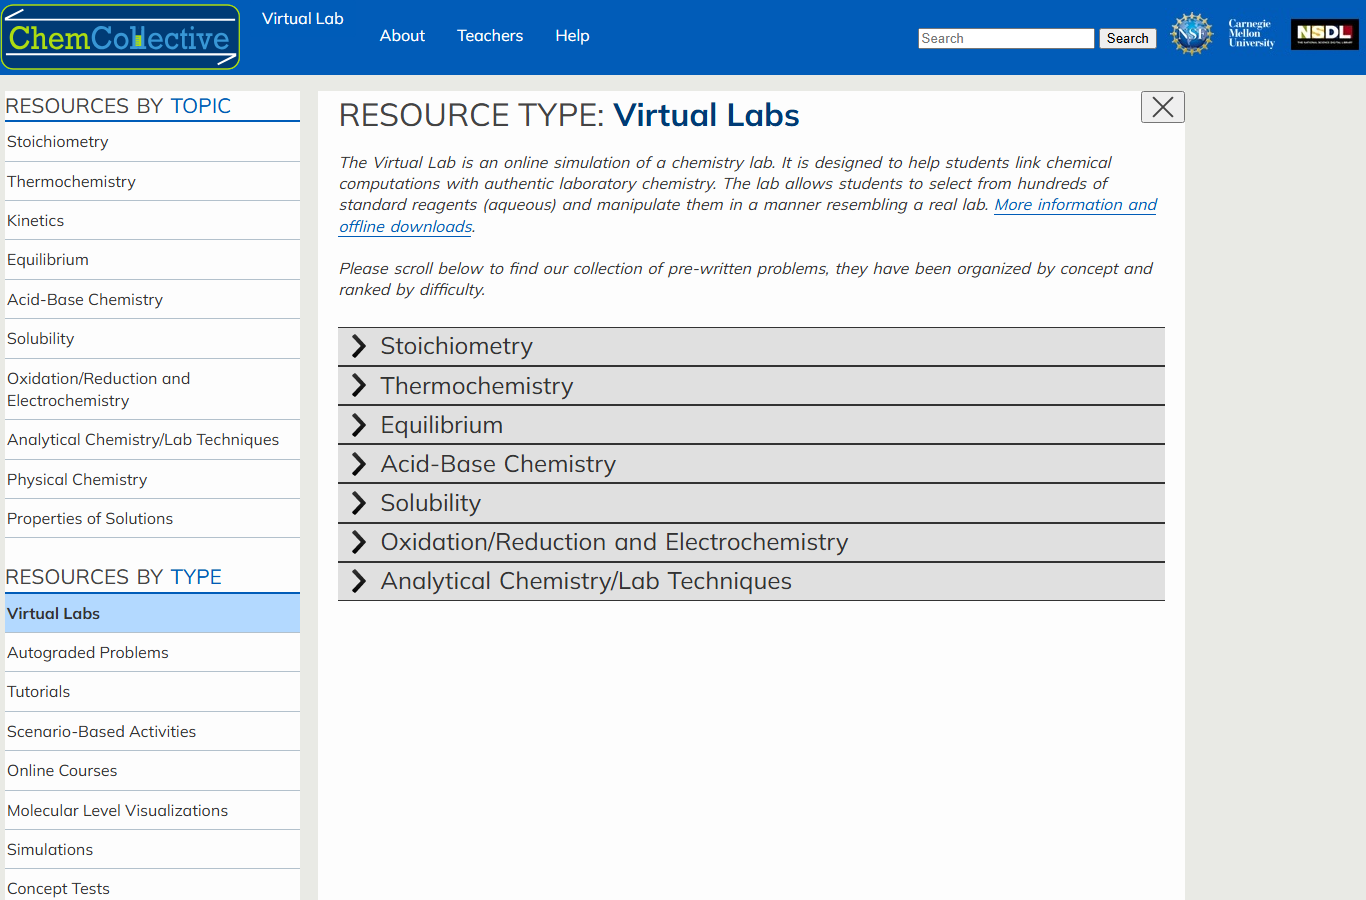 ChemCollective
Virtual Lab
About
Teachers
Help
Search
Search
NSF
Carnegie
Mellon
University
NSDL
RESOURCES BY TOPIC
Stoichiometry
Thermochemistry
Kinetics
Equilibrium
Acid-Base Chemistry
Solubility
Oxidation/Reduction and
Electrochemistry
Analytical Chemistry/Lab Techniques
Physical Chemistry
Properties of Solutions
RESOURCES BY TYPE
Virtual Labs
Autograded Problems
Tutorials
Scenario-Based Activities
Online Courses
Molecular Level Visualizations
Simulations
Concept Tests
RESOURCE TYPE: Virtual Labs
The Virtual Lab is an online simulation of a chemistry lab. It is designed to help students link chemical
computations with authentic laboratory chemistry. The lab allows students to select from hundreds of
standard reagents (aqueous) and manipulate them in a manner resembling a real lab. More information and
offline downloads.
Please scroll below to find our collection of pre-written problems, they have been organized by concept and
ranked by difficulty.
Stoichiometry
Thermochemistry
Equilibrium
Acid-Base Chemistry
Solubility
Oxidation/Reduction and Electrochemistry
Analytical Chemistry/Lab Techniques